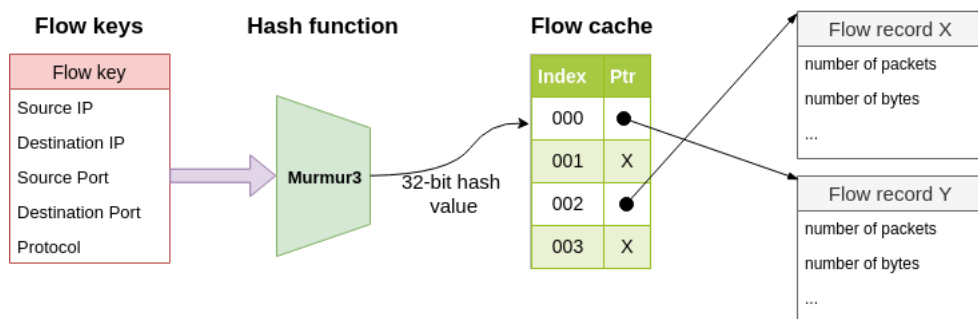 Flow keys
Hash function
Flow cache
Flow key
Source IP
Destination IP
Source Port
Destination Port
Protocol
Murmur3
32-bit hash
value
Index Ptr
000
001 X
002
003 X
Flow record X
number of packets
number of bytes
...
Flow record Y
number of packets
number of bytes
...